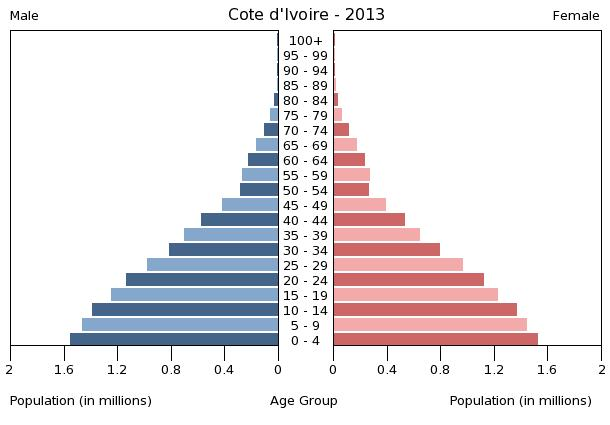 Cote d'Ivoire - 2013
Male
Female
100+
95 - 99
90 - 94
85 - 89
80 - 84
75 - 79
70 - 74
65 - 69
60 - 64
55 - 59
50 - 54
45 - 49
40 - 44
35 - 39
30 - 34
25 - 29
20 - 24
15 - 19
10 - 14
5 - 9
0 - 4
2 1.6 1.2 0.8 0.4 0 0 0.4 0.8 1.2 1.6 2
Population (in millions) Age Group Population (in millions)